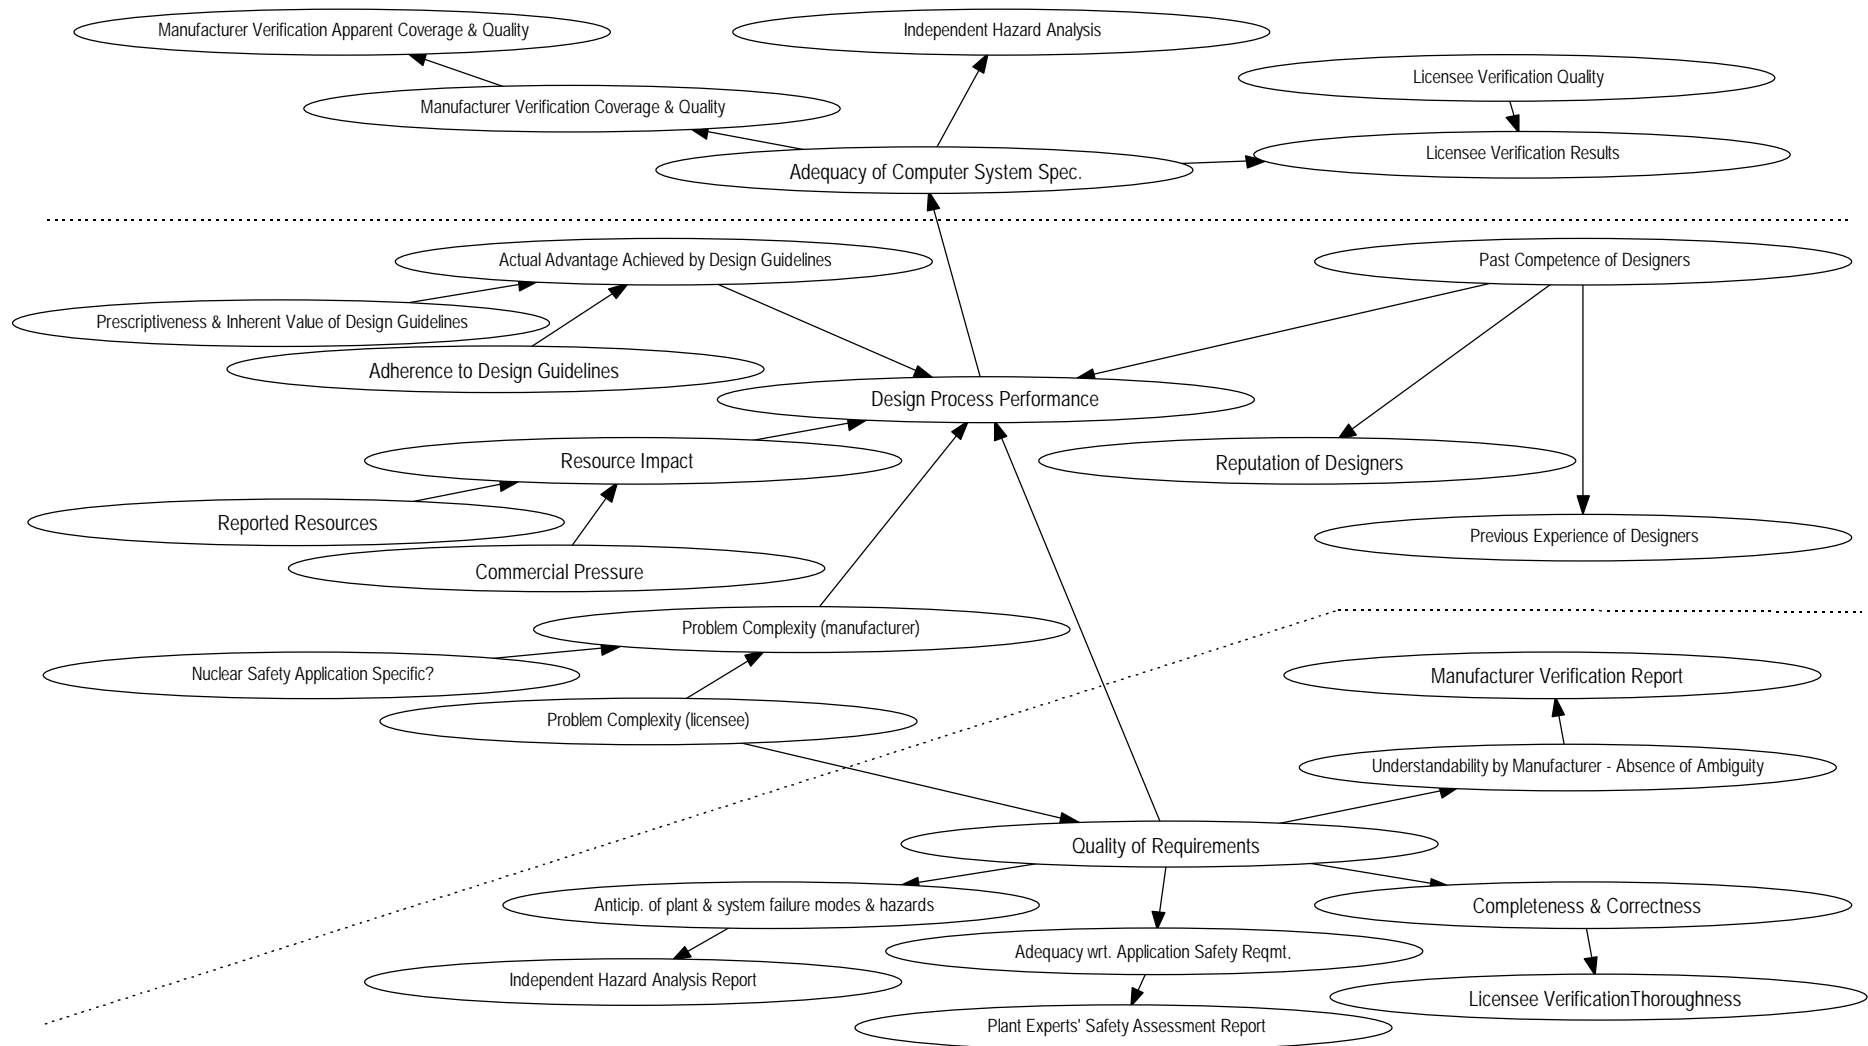 Manufacturer Verification Apparent Coverage & Quality
Independent Hazard Analysis
Licensee Verification Quality
Manufacturer Verification Coverage & Quality
Licensee Verification Results
Adequacy of Computer System Spec.
Actual Advantage Achieved by Design Guidelines
Past Competence of Designers
Prescriptiveness & Inherent Value of Design Guidelines
Adherence to Design Guidelines
Design Process Performance
Resource Impact
Reputation of Designers
Reported Resources
Previous Experience of Designers
Commercial Pressure
Problem Complexity (manufacturer)
Nuclear Safety Application Specific?
Manufacturer Verification Report
Problem Complexity (licensee)
Understandability by Manufacturer - Absence of Ambiguity
Quality of Requirements
Anticip. of plant & system failure modes & hazards
Completeness & Correctness
Adequacy wrt. Application Safety Reqmt.
Independent Hazard Analysis Report
Licensee VerificationThoroughness
Plant Experts' Safety Assessment Report